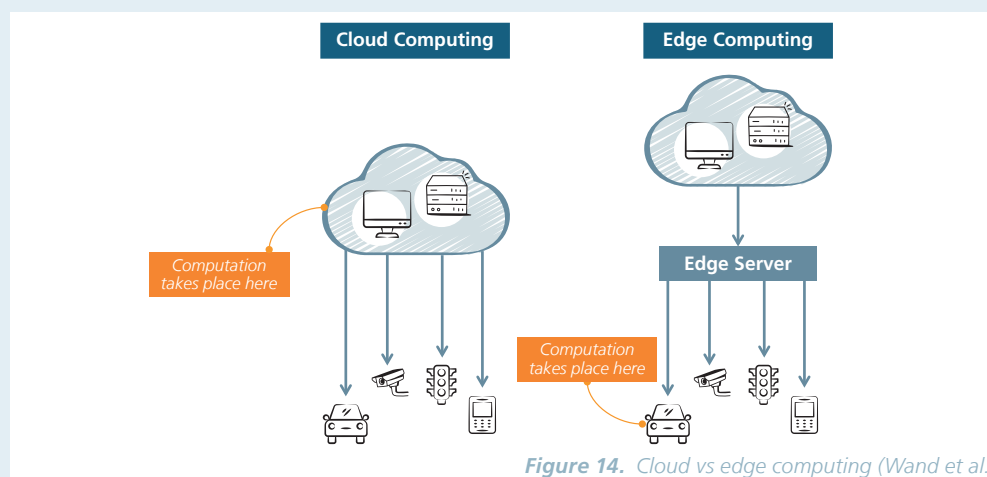 Cloud Computing
Edge Computing
Computation
takes place here
Edge Server
Computation
takes place here
Figure 14. Cloud vs edge computing (Wand et al.